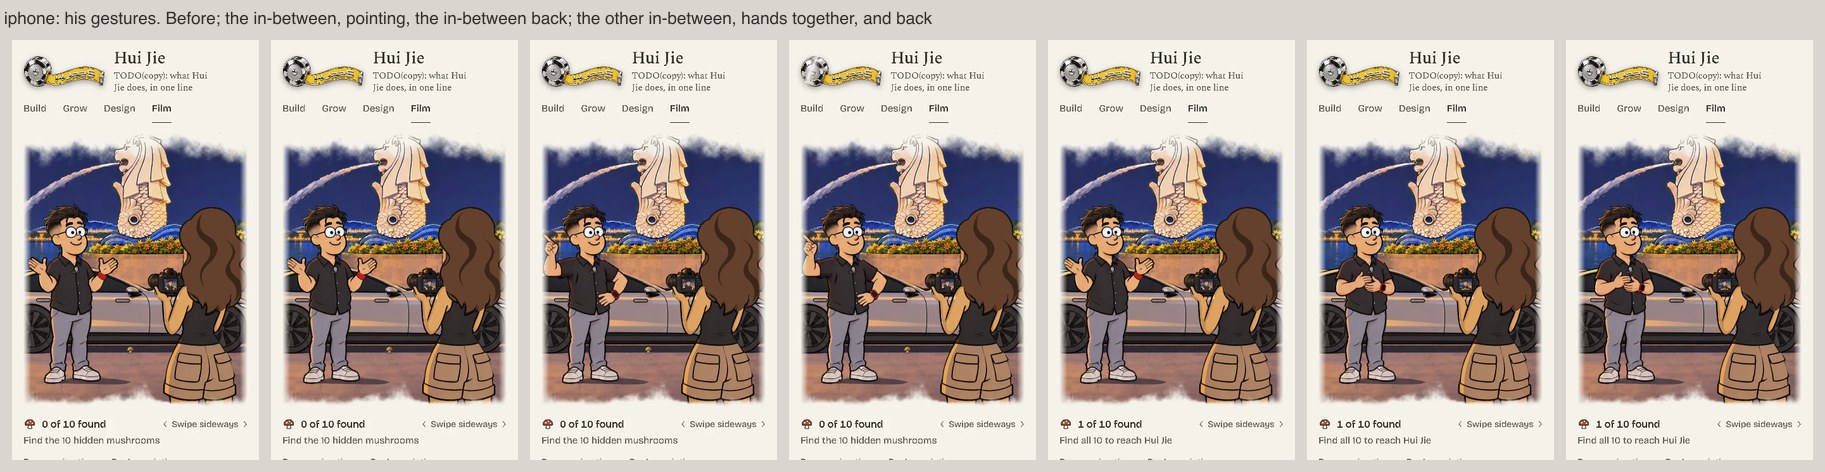 iphone: his gestures. Before; the in-between, pointing, the in-between back; the other in-between, hands together, and back
Hui Jie
TODO(copy): what Hui
Jie does, in one line
Build Grow Design Film
0 of 10 found
‹ Swipe sideways ›
Find the 10 hidden mushrooms
Hui Jie
TODO(copy): what Hui
Jie does, in one line
Build Grow Design Film
0 of 10 found
‹ Swipe sideways ›
Find the 10 hidden mushrooms
Hui Jie
TODO(copy): what Hui
Jie does, in one line
Build Grow Design Film
0 of 10 found
‹ Swipe sideways ›
Find the 10 hidden mushrooms
Hui Jie
TODO(copy): what Hui
Jie does, in one line
Build Grow Design Film
0 of 10 found
‹ Swipe sideways ›
Find the 10 hidden mushrooms
Hui Jie
TODO(copy): what Hui
Jie does, in one line
Build Grow Design Film
1 of 10 found
‹ Swipe sideways ›
Find all 10 to reach Hui Jie
Hui Jie
TODO(copy): what Hui
Jie does, in one line
Build Grow Design Film
1 of 10 found
‹ Swipe sideways ›
Find all 10 to reach Hui Jie
Hui Jie
TODO(copy): what Hui
Jie does, in one line
Build Grow Design Film
1 of 10 found
‹ Swipe sideways ›
Find all 10 to reach Hui Jie